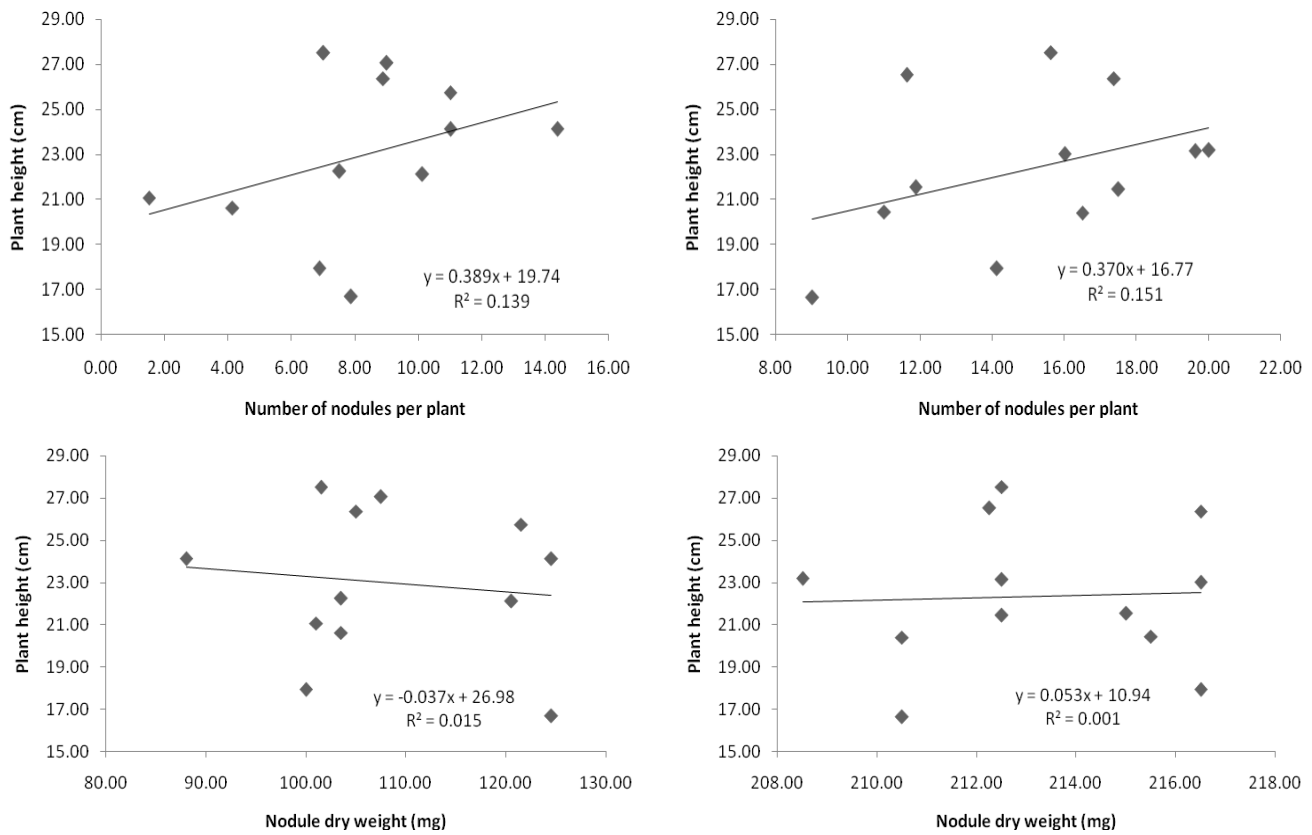 29.00
27.00
25.00
23.00
21.00
19.00
17.00
15.00
Plant height (cm)
y = 0.389x + 19.74
R² = 0.139
0.00 2.00 4.00 6.00 8.00 10.00 12.00 14.00 16.00
Number of nodules per plant
29.00
27.00
25.00
23.00
21.00
19.00
17.00
15.00
Plant height (cm)
y = 0.370x + 16.77
R² = 0.151
8.00 10.00 12.00 14.00 16.00 18.00 20.00 22.00
Number of nodules per plant
29.00
27.00
25.00
23.00
21.00
19.00
17.00
15.00
Plant height (cm)
y = -0.037x + 26.98
R² = 0.015
80.00 90.00 100.00 110.00 120.00 130.00
Nodule dry weight (mg)
29.00
27.00
25.00
23.00
21.00
19.00
17.00
15.00
Plant height (cm)
y = 0.053x + 10.94
R² = 0.001
208.00 210.00 212.00 214.00 216.00 218.00
Nodule dry weight (mg)